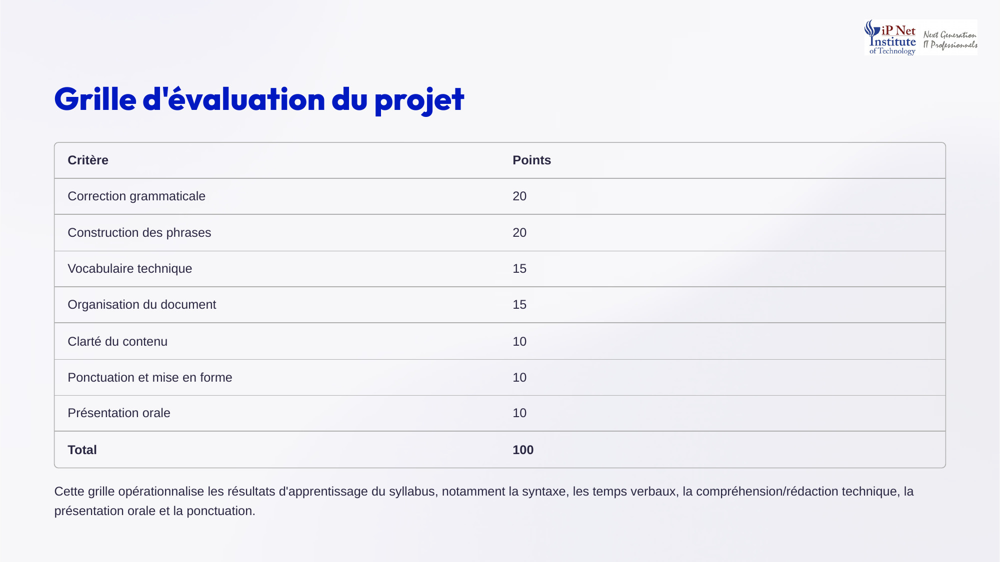 iP Net
Institute
of Technology
Next Generation
IT Professionnels
Grille d'évaluation du projet
Critère Points
Correction grammaticale 20
Construction des phrases 20
Vocabulaire technique 15
Organisation du document 15
Clarté du contenu 10
Ponctuation et mise en forme 10
Présentation orale 10
Total 100
Cette grille opérationnalise les résultats d'apprentissage du syllabus, notamment la syntaxe, les temps verbaux, la compréhension/rédaction technique, la
présentation orale et la ponctuation.